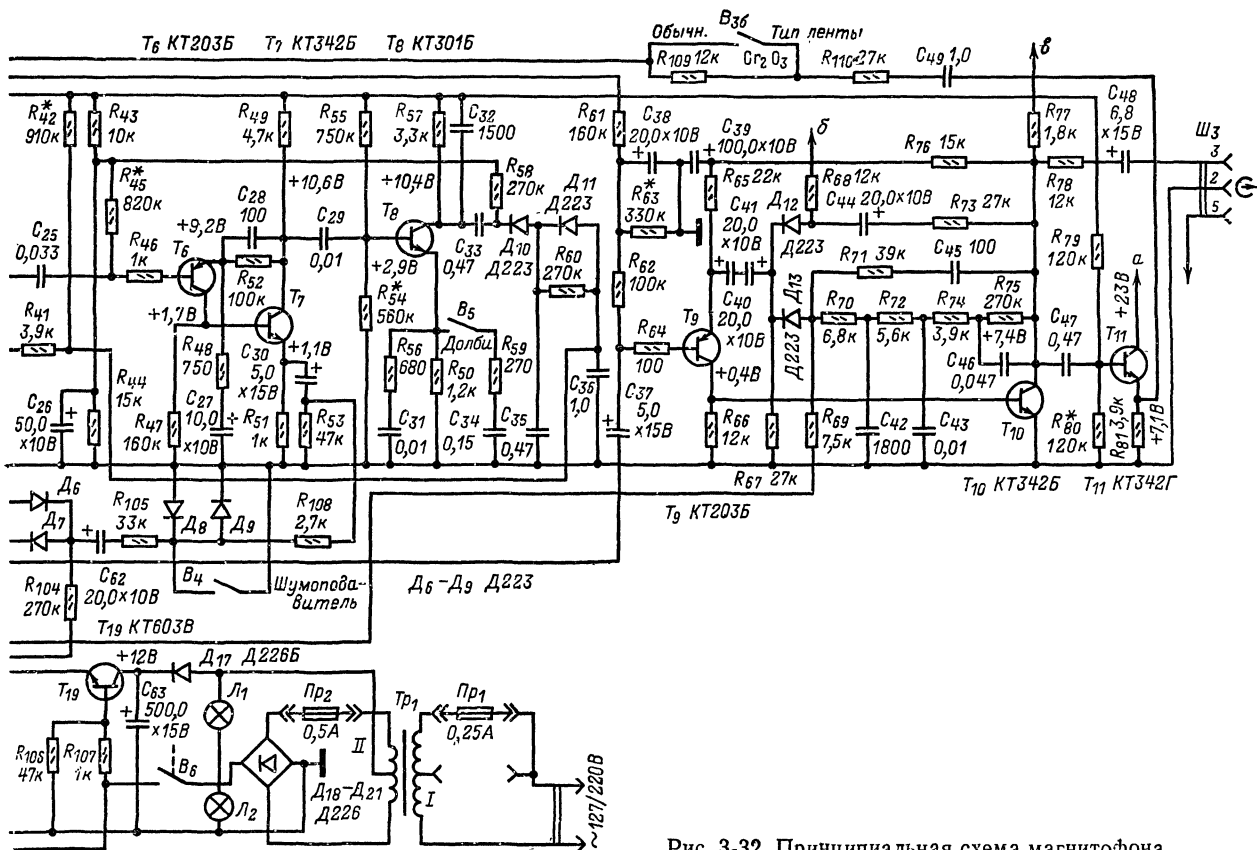 T6 КТ203Б T7 КТ342Б T8 КТ301Б
Обычн. В3б Тип ленты
R109 12к Cr2O3 R110 27к C49 1,0
в
R42* 910к
R43 10к
R49 4,7к
R55 750к
R57 3,3к
C32 1500
R61 160к
C38 20,0×10В
C39 100,0×10В
б
R76 15к
R77 1,8к
C48 6,8 ×15В
Ш3
3
2
5
R45* 820к
+10,6В
+10,4В
R58 270к
Д11 Д223
R63* 330к
R65 22к
R68 12к
R78 12к
C25 0,033
R46 1к
+9,2В
T6
C28 100
C29 0,01
T8
C33 0,47
Д10 Д223
R60 270к
C41 20,0 ×10В
Д12 Д223
C44 20,0×10В
R73 27к
R79 120к
а
+23В
R41 3,9к
R52 100к
T7
+2,9В
R54* 560к
R62 100к
C40 20,0 ×10В
Д13 Д223
R71 39к
C45 100
+1,7В
В5 Долби
R64 100
T9
R70 6,8к
R72 5,6к
R74 3,9к
R75 270к
+7,4В
C47 0,47
T11
R48 750
C30 5,0 ×15В
+1,1В
R56 680
R50 1,2к
R59 270
C36 1,0
C37 5,0 ×15В
+0,4В
C46 0,047
C26 50,0 ×10В
R44 15к
R47 160к
C27 10,0 ×10В
R51 1к
R53 47к
C31 0,01
C34 0,15
C35 0,47
R66 12к
R67 27к
R69 7,5к
C42 1800
C43 0,01
T10
R80* 120к
R81 3,9к
+7,1В
T9 КТ203Б
T10 КТ342Б T11 КТ342Г
Д6
Д7
R105 33к
Д8
Д9
R108 2,7к
R104 270к
C62 20,0×10В
В4
Шумопода-
витель
Д6–Д9 Д223
T19 КТ603В
T19
+12В
Д17 Д226Б
C63 500,0 ×15В
Л1
Пр2 0,5А
Тр1
Пр1 0,25А
R106 47к
R107 1к
В6
Л2
Д18–Д21 Д226
II
I
~127/220В
Рис. 3-32. Принципиальная схема магнитофона